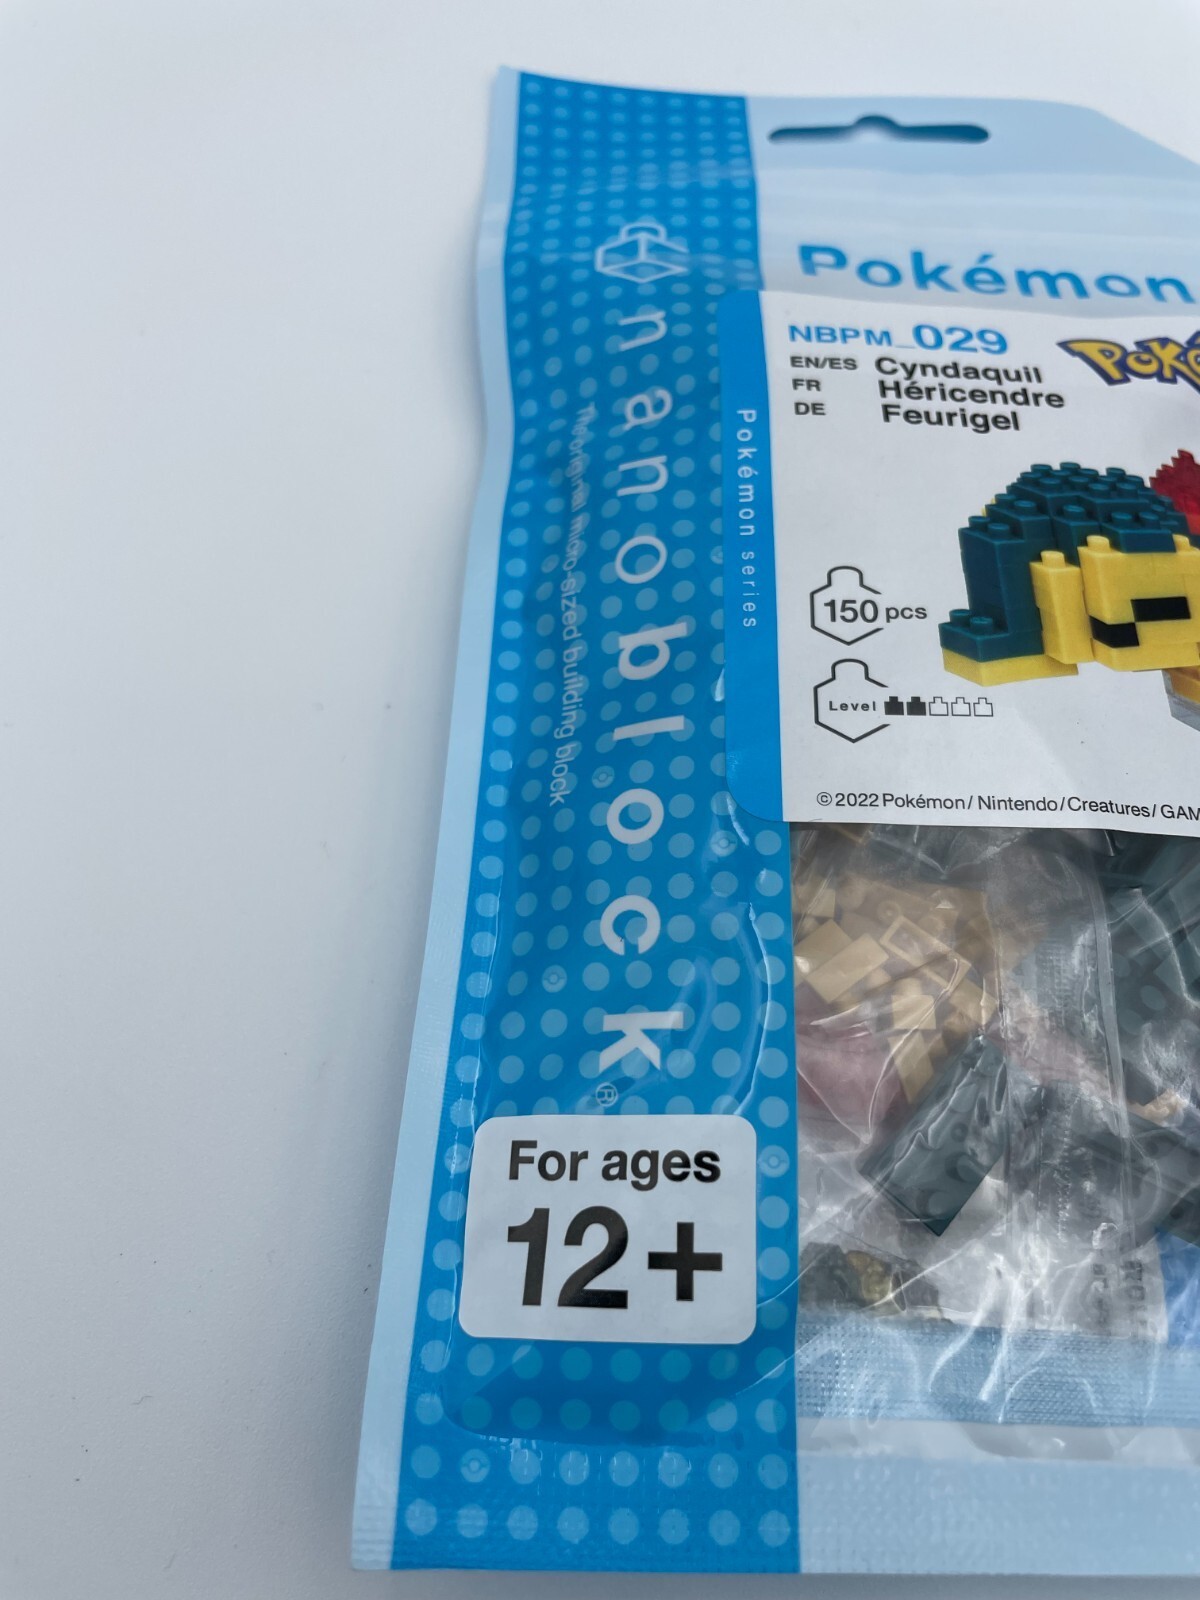 Pokémon
NBPM_029
EN/ES Cyndaquil
FR Héricendre
DE Feurigel
Pokémon series
150 pcs
Level
©2022 Pokémon/Nintendo/Creatures/GAM
nanoblock®
The original micro-sized building block
For ages
12+